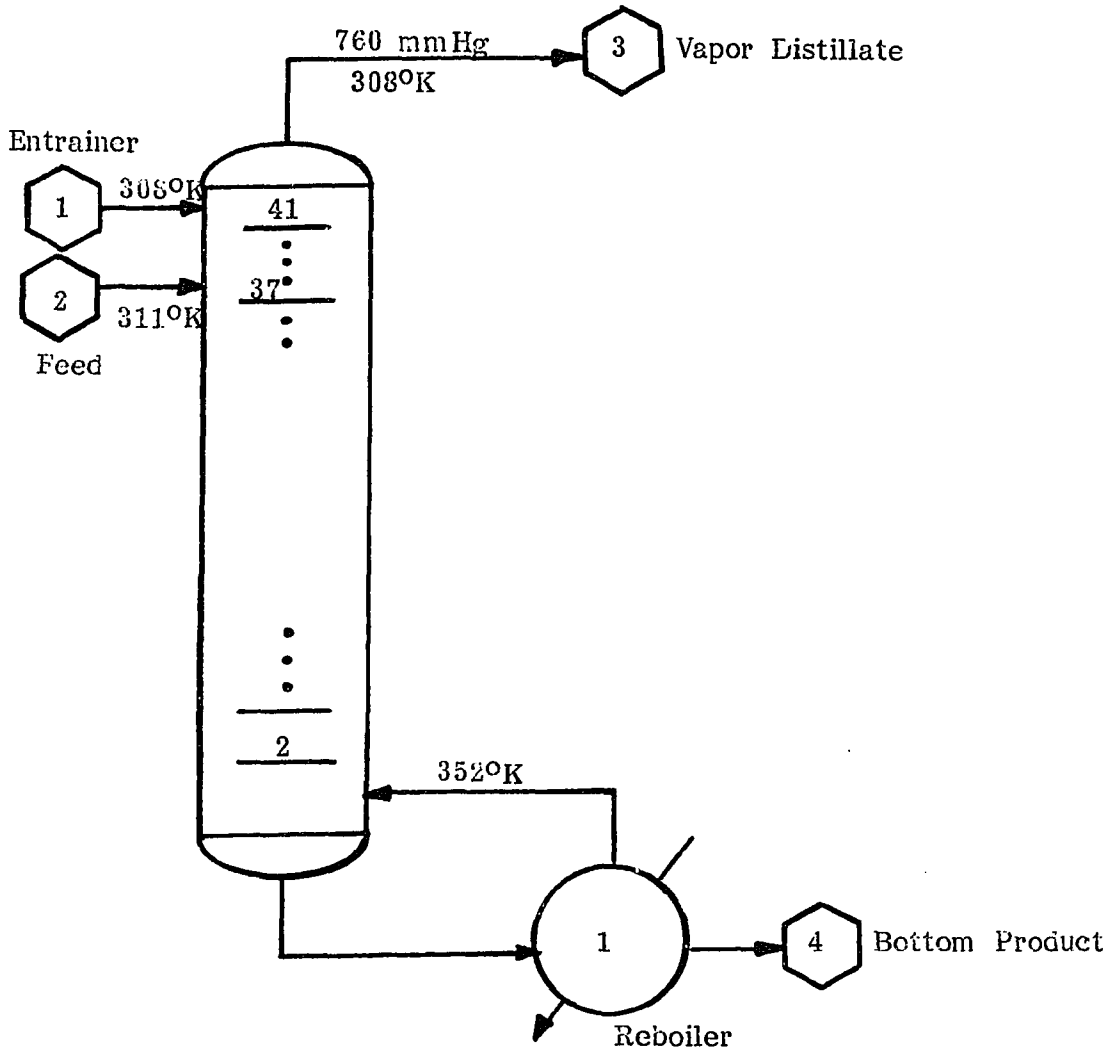 760 mmHg
308°K
3
Vapor Distillate
Entrainer
1
308°K
41
2
311°K
37
Feed
2
352°K
1
4
Bottom Product
Reboiler